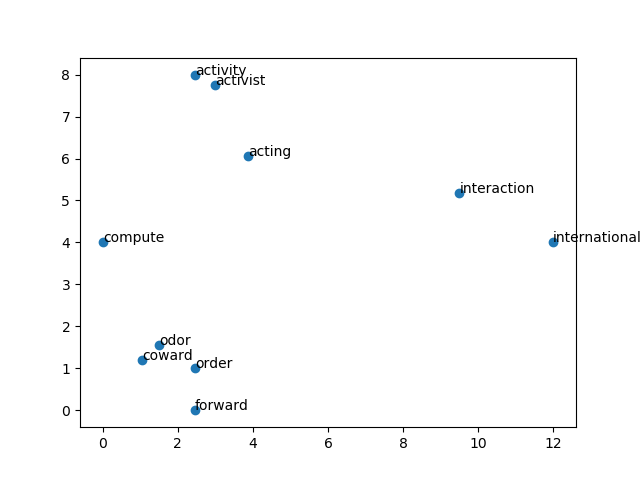 8
activity
activist
7
acting
6
interaction
5
compute
international
4
3
2
odor
coward
order
1
forward
0
0 2 4 6 8 10 12